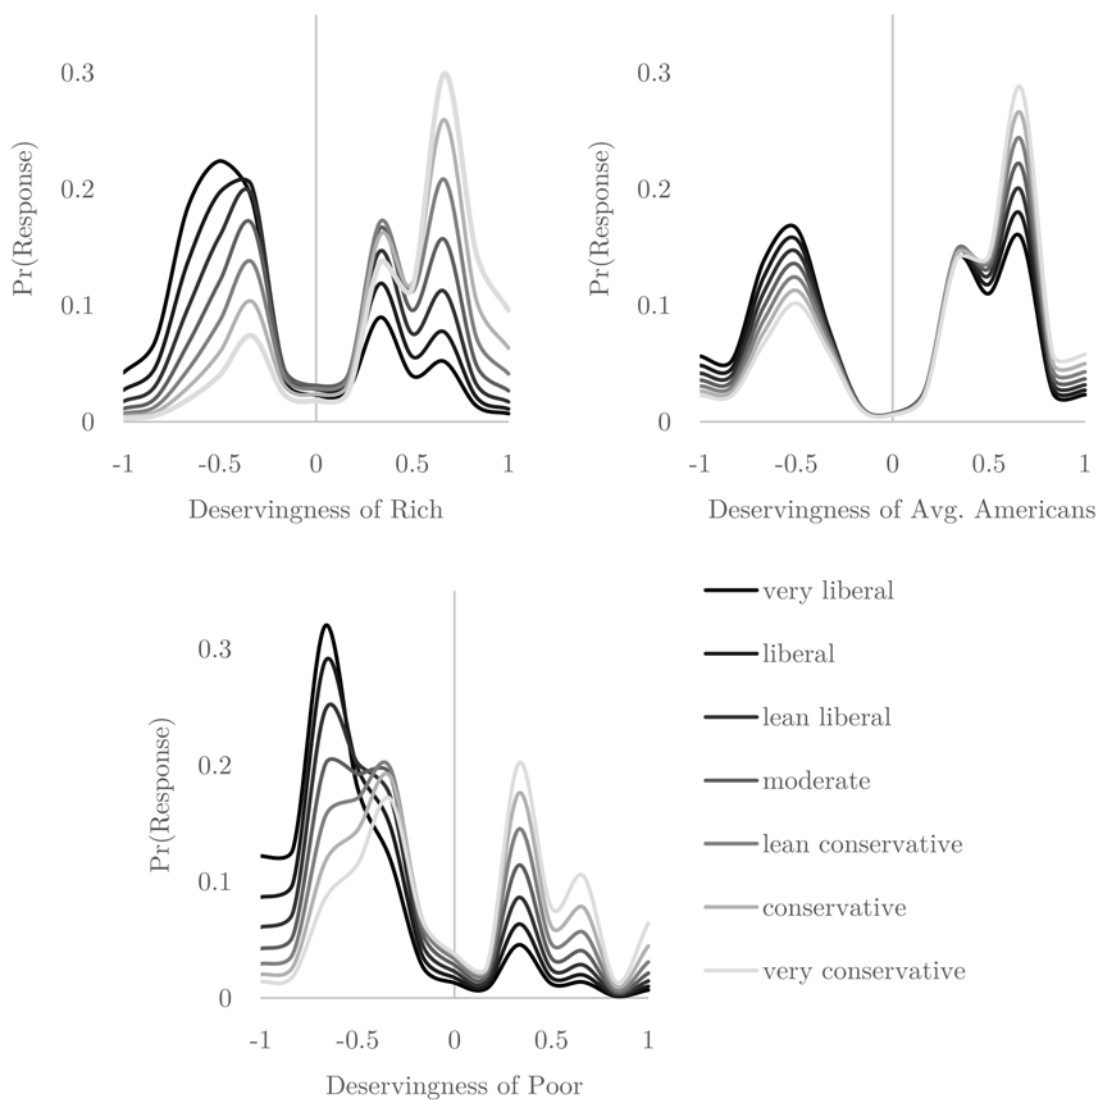 0.3
0.2
0.1
0
Pr(Response)
-1 -0.5 0 0.5 1
Deservingness of Rich
0.3
0.2
0.1
0
Pr(Response)
-1 -0.5 0 0.5 1
Deservingness of Avg. Americans
0.3
0.2
0.1
0
Pr(Response)
-1 -0.5 0 0.5 1
Deservingness of Poor
very liberal
liberal
lean liberal
moderate
lean conservative
conservative
very conservative